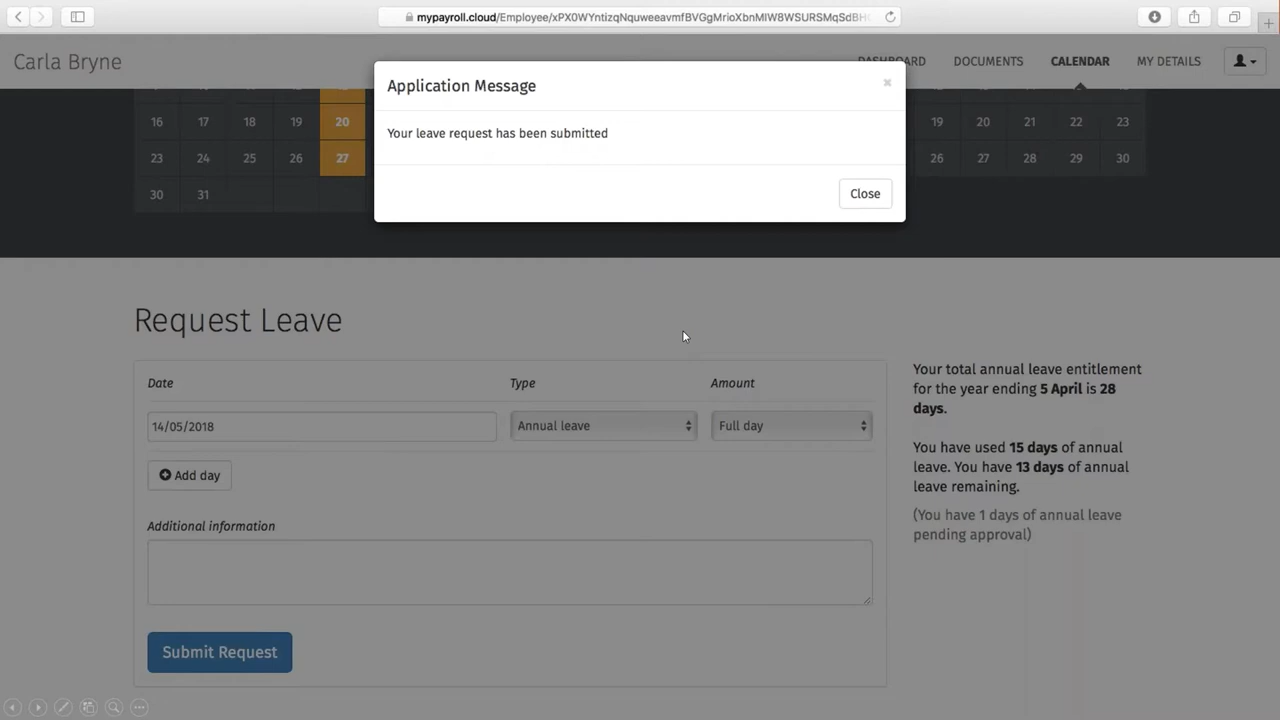 mypayroll.cloud/Employee/xPX0WYntizqNquweeavmfBVGgMrioXbnMIW8WSURSMqSdBH
Carla Bryne
DASHBOARD
DOCUMENTS
CALENDAR
MY DETAILS
Application Message
×
Your leave request has been submitted
Close
16 17 18 19 20
23 24 25 26 27
30 31
19 20 21 22 23
26 27 28 29 30
Request Leave
Date Type Amount
14/05/2018 Annual leave Full day
Add day
Additional information
Submit Request
Your total annual leave entitlement
for the year ending 5 April is 28
days.
You have used 15 days of annual
leave. You have 13 days of annual
leave remaining.
(You have 1 days of annual leave
pending approval)